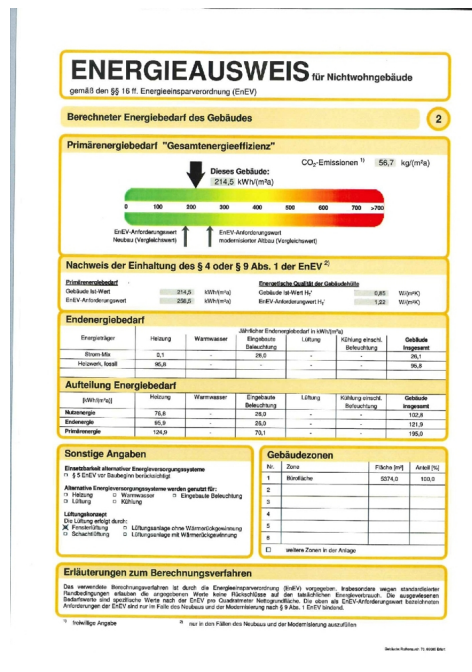 ENERGIEAUSWEIS für Nichtwohngebäude
gemäß den §§ 16 ff. Energieeinsparverordnung (EnEV)
Berechneter Energiebedarf des Gebäudes 2
Primärenergiebedarf "Gesamtenergieeffizienz"
CO2-Emissionen 1) 56,7 kg/(m²a)
Dieses Gebäude:
214,5 kWh/(m²a)
0 100 200 300 400 500 600 700 >700
EnEV-Anforderungswert Neubau (Vergleichswert)
EnEV-Anforderungswert modernisierter Altbau (Vergleichswert)
Nachweis der Einhaltung des § 4 oder § 9 Abs. 1 der EnEV 2)
Primärenergiebedarf Energetische Qualität der Gebäudehülle
Gebäude Ist-Wert 214,5 kWh/(m²a) Gebäude Ist-Wert HT' 0,85 W/(m²K)
EnEV-Anforderungswert kWh/(m²a) EnEV-Anforderungswert HT' 1,22 W/(m²K)
Endenergiebedarf
Jährlicher Endenergiebedarf in kWh/(m²a)
Energieträger Heizung Warmwasser Eingebaute Beleuchtung Lüftung Kühlung einschl. Beleuchtung Gebäude insgesamt
Strom-Mix 0,1 - 26,0 - - 26,1
Heizwerk, fossil 95,8 - - - - 95,8
Aufteilung Energiebedarf
[kWh/(m²a)] Heizung Warmwasser Eingebaute Beleuchtung Lüftung Kühlung einschl. Beleuchtung Gebäude insgesamt
Nutzenergie 76,8 - 26,0 - - 102,8
Endenergie 95,9 - 26,0 - - 121,9
Primärenergie 124,9 - 70,1 - - 195,0
Sonstige Angaben
Einsetzbarkeit alternativer Energieversorgungssysteme
§ 5 EnEV vor Baubeginn berücksichtigt
Alternative Energieversorgungssysteme werden genutzt für:
Heizung Warmwasser Eingebaute Beleuchtung
Lüftung Kühlung
Lüftungskonzept
Die Lüftung erfolgt durch:
Fensterlüftung Lüftungsanlage ohne Wärmerückgewinnung
Schachtlüftung Lüftungsanlage mit Wärmerückgewinnung
Gebäudezonen
Nr. Zone Fläche [m²] Anteil [%]
1 Bürofläche 5374,0 100,0
2
3
4
5
6
weitere Zonen in der Anlage
Erläuterungen zum Berechnungsverfahren
Das verwendete Berechnungsverfahren ist durch die Energieeinsparverordnung (EnEV) vorgegeben. Insbesondere wegen standardisierter
Randbedingungen erlauben die angegebenen Werte keine Rückschlüsse auf den tatsächlichen Energieverbrauch. Die ausgewiesenen
Bedarfswerte sind spezifische Werte nach der EnEV pro Quadratmeter Nettogrundfläche. Die oben als EnEV-Anforderungswert bezeichneten
Anforderungen der EnEV sind nur im Falle des Neubaus und der Modernisierung nach § 9 Abs. 1 EnEV bindend.
1) freiwillige Angabe 2) nur in den Fällen des Neubaus und der Modernisierung auszufüllen